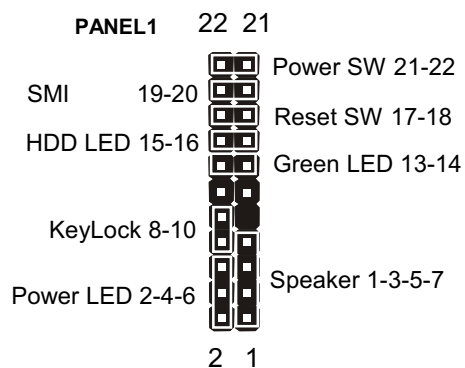 PANEL1 22 21
Power SW 21-22
SMI 19-20
Reset SW 17-18
HDD LED 15-16
Green LED 13-14
KeyLock 8-10
Speaker 1-3-5-7
Power LED 2-4-6
2 1